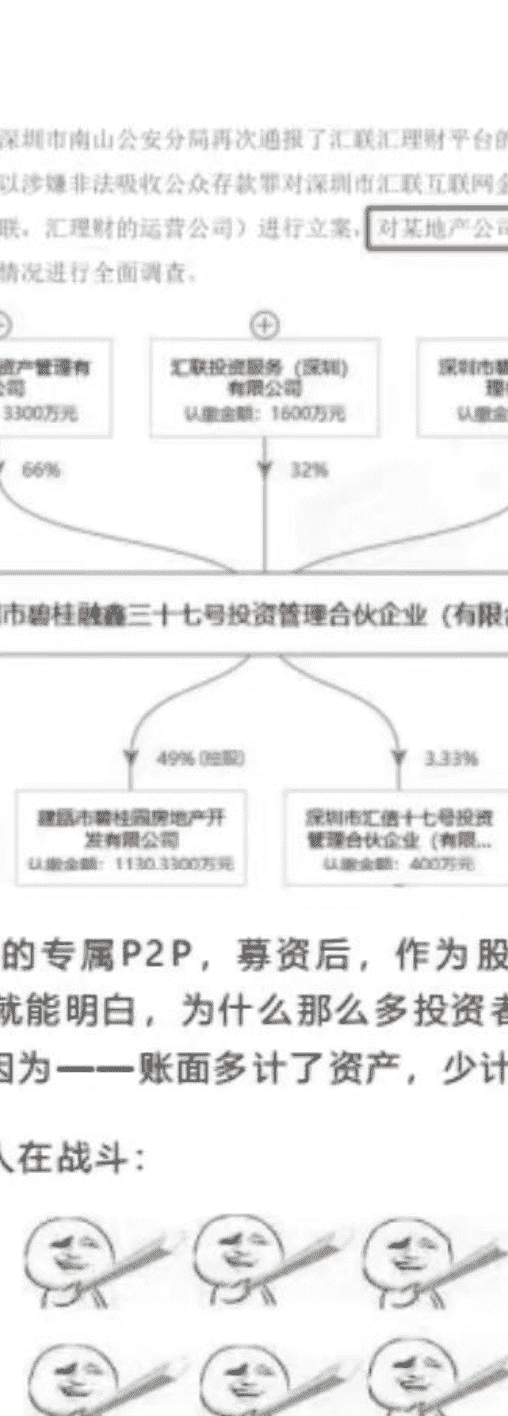 深圳市南山公安分局再次通报了汇联汇理财平台的
以涉嫌非法吸收公众存款罪对深圳市汇联互联网金
联，汇理财的运营公司）进行立案，对某地产公司
情况进行全面调查。
资产管理有
公司
3300万元
汇联投资服务（深圳）
有限公司
认缴金额：1600万元
深圳市碧
理
认缴金
66%
32%
市碧桂融鑫三十七号投资管理合伙企业（有限合
49%(控股)
3.33%
建瓯市碧桂园房地产开
发有限公司
认缴金额：1130.3300万元
深圳市汇信十七号投资
管理合伙企业（有限...
认缴金额：400万元
的专属P2P，募资后，作为股
就能明白，为什么那么多投资者
因为——账面多计了资产，少计
人在战斗：